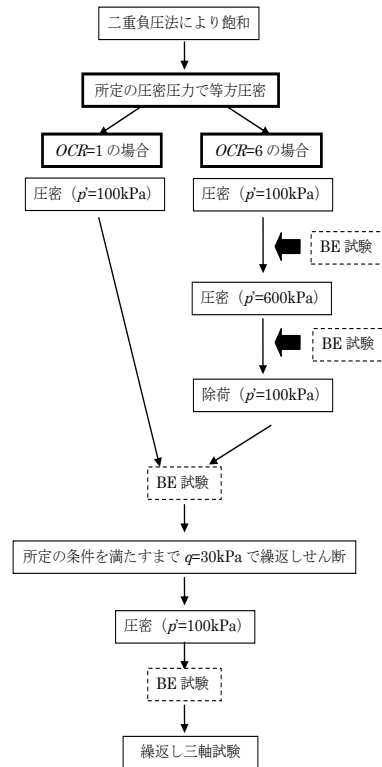 二重負圧法により飽和
所定の圧密圧力で等方圧密
OCR=1 の場合
OCR=6 の場合
圧密（p'=100kPa）
圧密（p'=100kPa）
BE 試験
圧密（p'=600kPa）
BE 試験
除荷（p'=100kPa）
BE 試験
所定の条件を満たすまで q=30kPa で繰返しせん断
圧密（p'=100kPa）
BE 試験
繰返し三軸試験